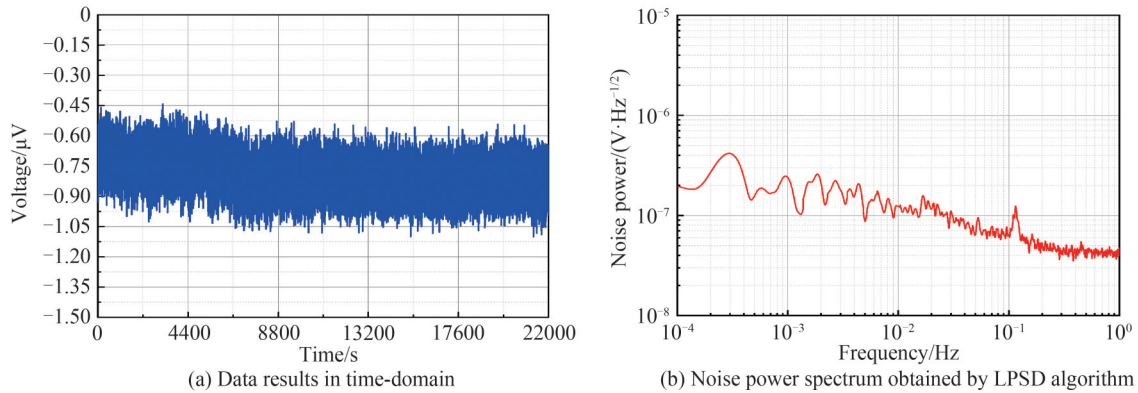 0
−0.15
−0.30
−0.45
−0.60
−0.75
−0.90
−1.05
−1.20
−1.35
−1.50
Voltage/μV
0 4400 8800 13200 17600 22000
Time/s
(a) Data results in time-domain
10⁻⁵
10⁻⁶
10⁻⁷
10⁻⁸
Noise power/(V·Hz⁻¹/²)
10⁻⁴ 10⁻³ 10⁻² 10⁻¹ 10⁰
Frequency/Hz
(b) Noise power spectrum obtained by LPSD algorithm